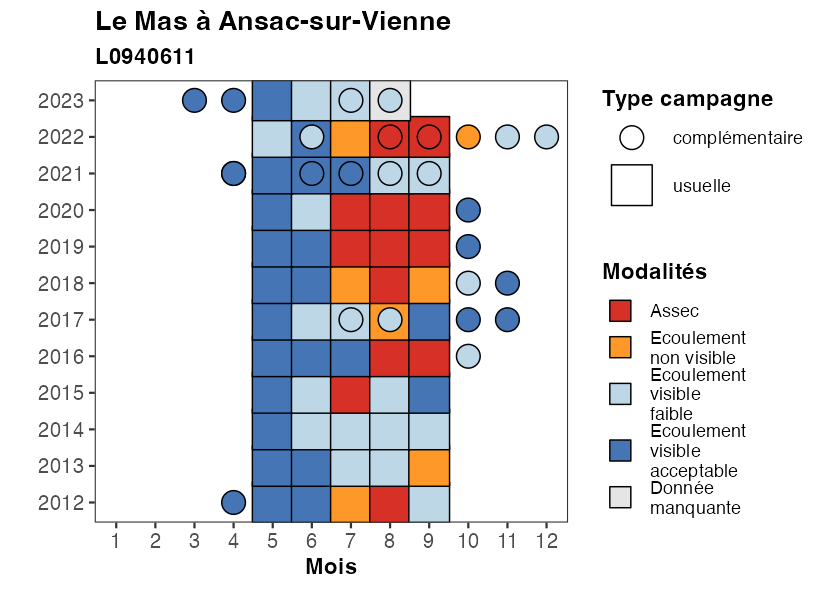 Le Mas à Ansac-sur-Vienne
L0940611
2023
2022
2021
2020
2019
2018
2017
2016
2015
2014
2013
2012
1 2 3 4 5 6 7 8 9 10 11 12
Mois
Type campagne
complémentaire
usuelle
Modalités
Assec
Ecoulement
non visible
Ecoulement
visible
faible
Ecoulement
visible
acceptable
Donnée
manquante